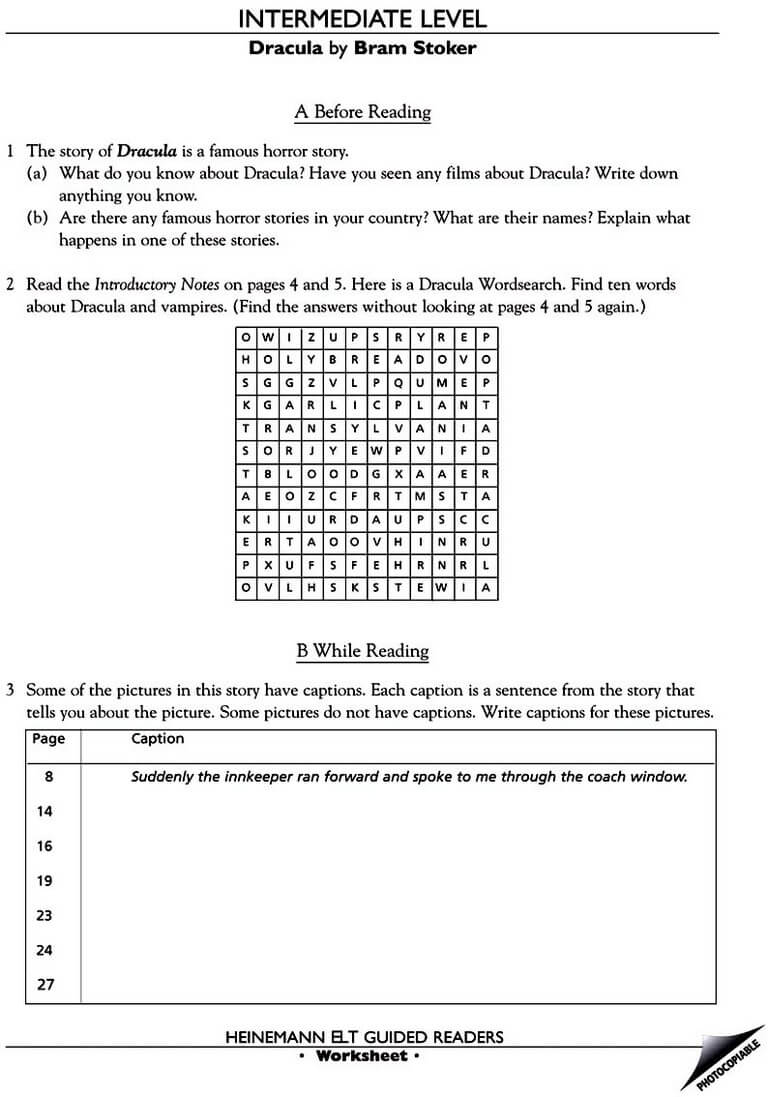 INTERMEDIATE LEVEL
Dracula by Bram Stoker
A Before Reading
1 The story of Dracula is a famous horror story.
(a) What do you know about Dracula? Have you seen any films about Dracula? Write down
anything you know.
(b) Are there any famous horror stories in your country? What are their names? Explain what
happens in one of these stories.
2 Read the Introductory Notes on pages 4 and 5. Here is a Dracula Wordsearch. Find ten words
about Dracula and vampires. (Find the answers without looking at pages 4 and 5 again.)
O W I Z U P S R Y R E P
H O L Y B R E A D O V O
S G G Z V L P Q U M E P
K G A R L I C P L A N T
T R A N S Y L V A N I A
S O R J Y E W P V I F D
T B L O O D G X A A E R
A E O Z C F R T M S T A
K I I U R D A U P S C C
E R T A O O V H I N R U
P X U F S F E H R N R L
O V L H S K S T E W I A
B While Reading
3 Some of the pictures in this story have captions. Each caption is a sentence from the story that
tells you about the picture. Some pictures do not have captions. Write captions for these pictures.
Page Caption
8 Suddenly the innkeeper ran forward and spoke to me through the coach window.
14
16
19
23
24
27
HEINEMANN ELT GUIDED READERS
• Worksheet •
PHOTOCOPIABLE